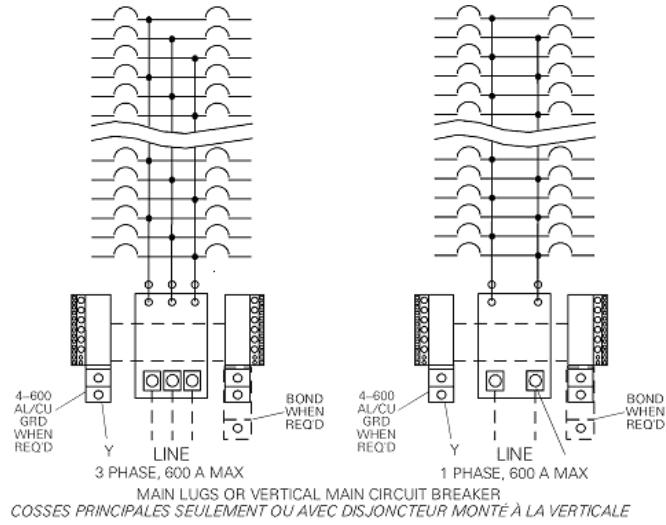 4–600
AL/CU
GRD
WHEN
REQ'D
Y
LINE
3 PHASE, 600 A MAX
BOND
WHEN
REQ'D
4–600
AL/CU
GRD
WHEN
REQ'D
Y
LINE
1 PHASE, 600 A MAX
BOND
WHEN
REQ'D
MAIN LUGS OR VERTICAL MAIN CIRCUIT BREAKER
COSSES PRINCIPALES SEULEMENT OU AVEC DISJONCTEUR MONTÉ À LA VERTICALE